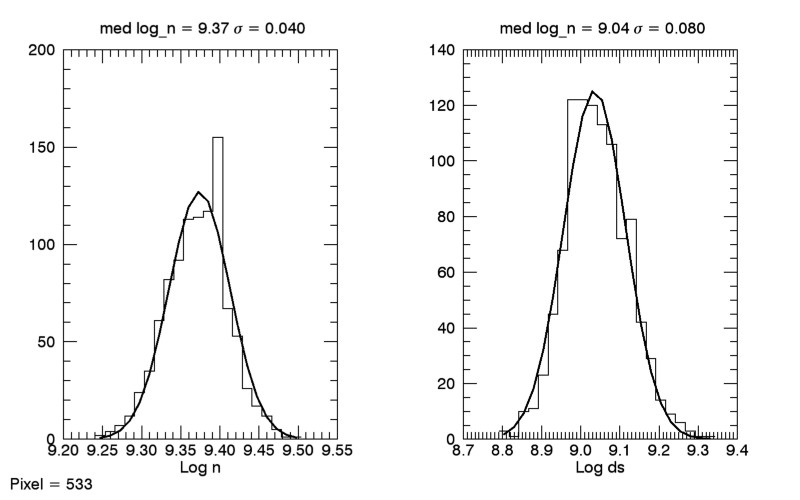 med log_n = 9.37 σ = 0.040
200
150
100
50
0
9.20 9.25 9.30 9.35 9.40 9.45 9.50 9.55
Log n
med log_n = 9.04 σ = 0.080
140
120
100
80
60
40
20
0
8.7 8.8 8.9 9.0 9.1 9.2 9.3 9.4
Log ds
Pixel = 533